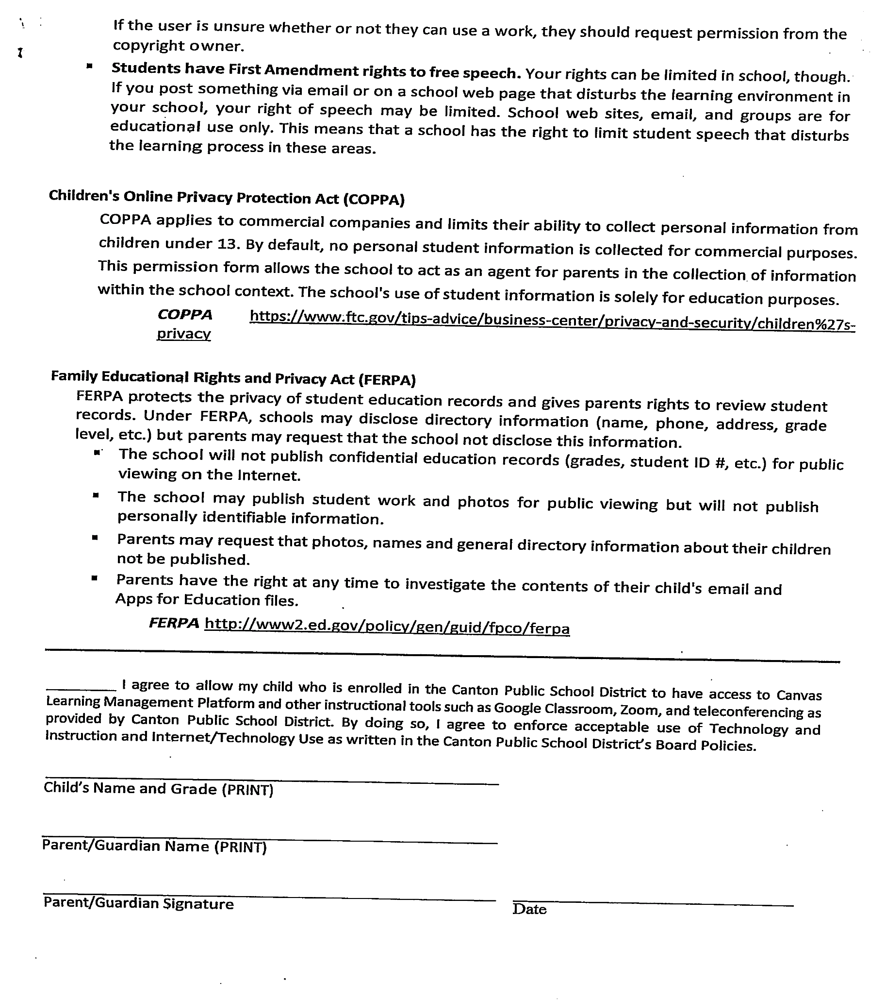 If the user is unsure whether or not they can use a work, they should request permission from the
copyright owner.
▪ Students have First Amendment rights to free speech. Your rights can be limited in school, though.
If you post something via email or on a school web page that disturbs the learning environment in
your school, your right of speech may be limited. School web sites, email, and groups are for
educational use only. This means that a school has the right to limit student speech that disturbs
the learning process in these areas.
Children's Online Privacy Protection Act (COPPA)
COPPA applies to commercial companies and limits their ability to collect personal information from
children under 13. By default, no personal student information is collected for commercial purposes.
This permission form allows the school to act as an agent for parents in the collection of information
within the school context. The school's use of student information is solely for education purposes.
COPPA https://www.ftc.gov/tips-advice/business-center/privacy-and-security/children%27s-
privacy
Family Educational Rights and Privacy Act (FERPA)
FERPA protects the privacy of student education records and gives parents rights to review student
records. Under FERPA, schools may disclose directory information (name, phone, address, grade
level, etc.) but parents may request that the school not disclose this information.
▪ The school will not publish confidential education records (grades, student ID #, etc.) for public
viewing on the Internet.
▪ The school may publish student work and photos for public viewing but will not publish
personally identifiable information.
▪ Parents may request that photos, names and general directory information about their children
not be published.
▪ Parents have the right at any time to investigate the contents of their child's email and
Apps for Education files.
FERPA http://www2.ed.gov/policy/gen/guid/fpco/ferpa
________ I agree to allow my child who is enrolled in the Canton Public School District to have access to Canvas
Learning Management Platform and other instructional tools such as Google Classroom, Zoom, and teleconferencing as
provided by Canton Public School District. By doing so, I agree to enforce acceptable use of Technology and
Instruction and Internet/Technology Use as written in the Canton Public School District's Board Policies.
Child's Name and Grade (PRINT)
Parent/Guardian Name (PRINT)
Parent/Guardian Signature
Date